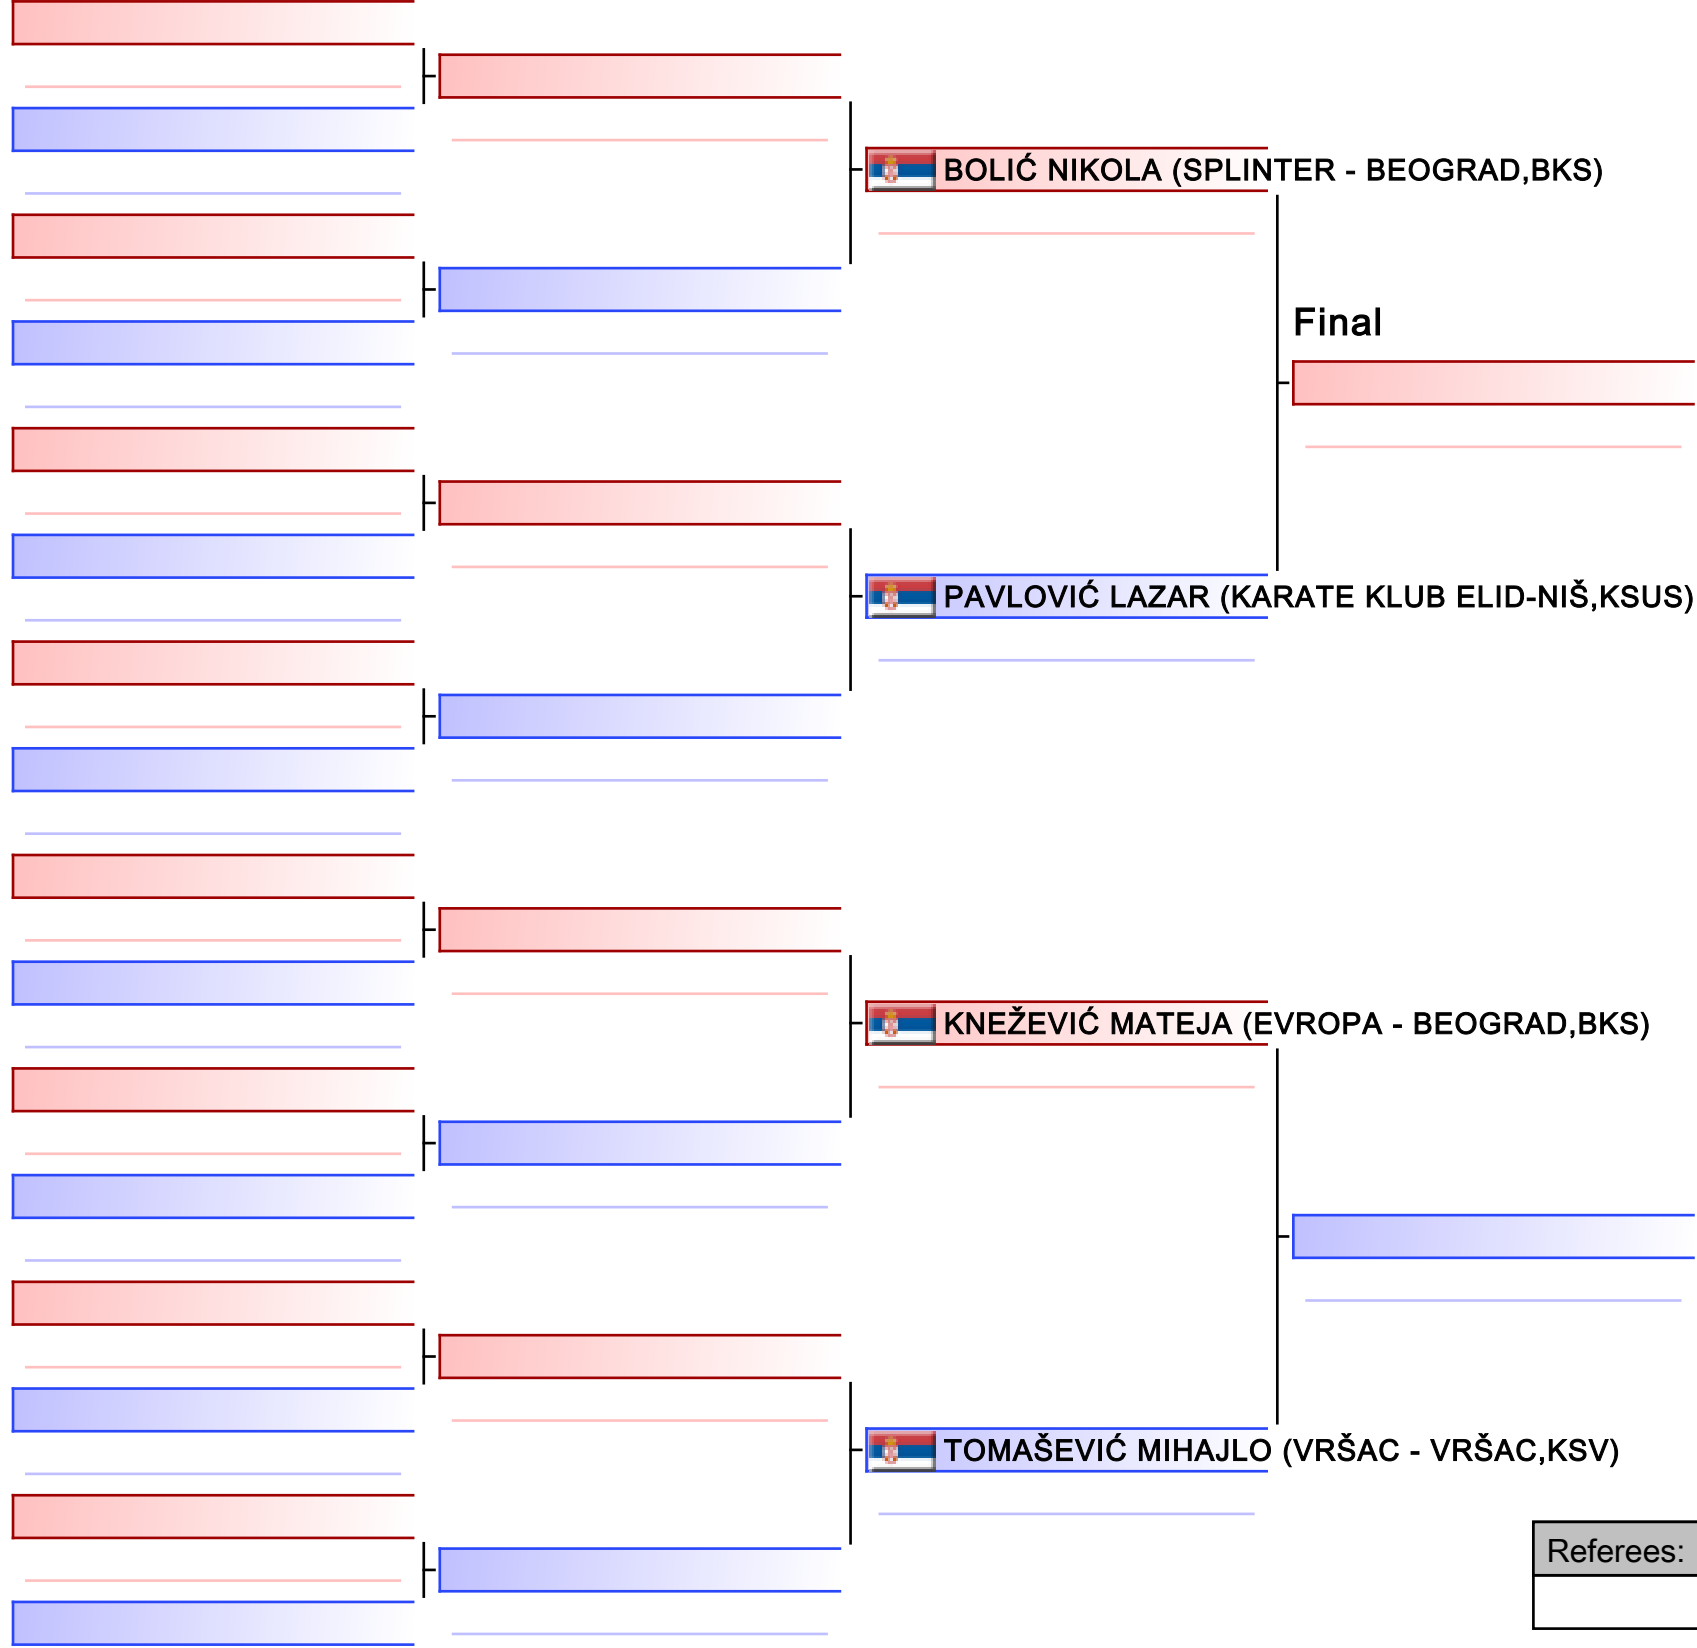 BOLIĆ NIKOLA (SPLINTER - BEOGRAD,BKS)
Final
PAVLOVIĆ LAZAR (KARATE KLUB ELID-NIŠ,KSUS)
KNEŽEVIĆ MATEJA (EVROPA - BEOGRAD,BKS)
TOMAŠEVIĆ MIHAJLO (VRŠAC - VRŠAC,KSV)
Referees: